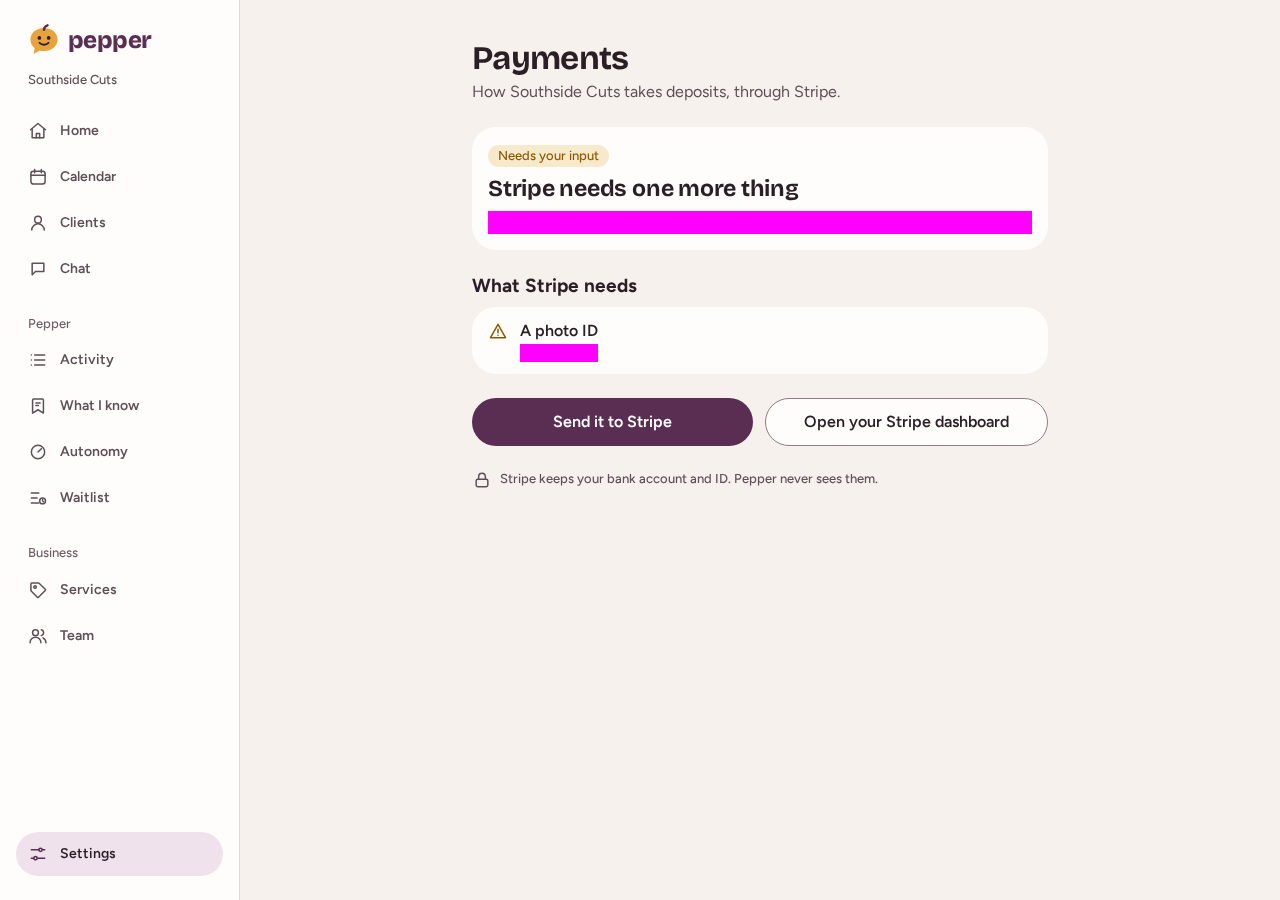 pepper
Southside Cuts
Home
Calendar
Clients
Chat
Pepper
Activity
What I know
Autonomy
Waitlist
Business
Services
Team
Settings
Payments
How Southside Cuts takes deposits, through Stripe.
Needs your input
Stripe needs one more thing
What Stripe needs
A photo ID
Send it to Stripe
Open your Stripe dashboard
Stripe keeps your bank account and ID. Pepper never sees them.